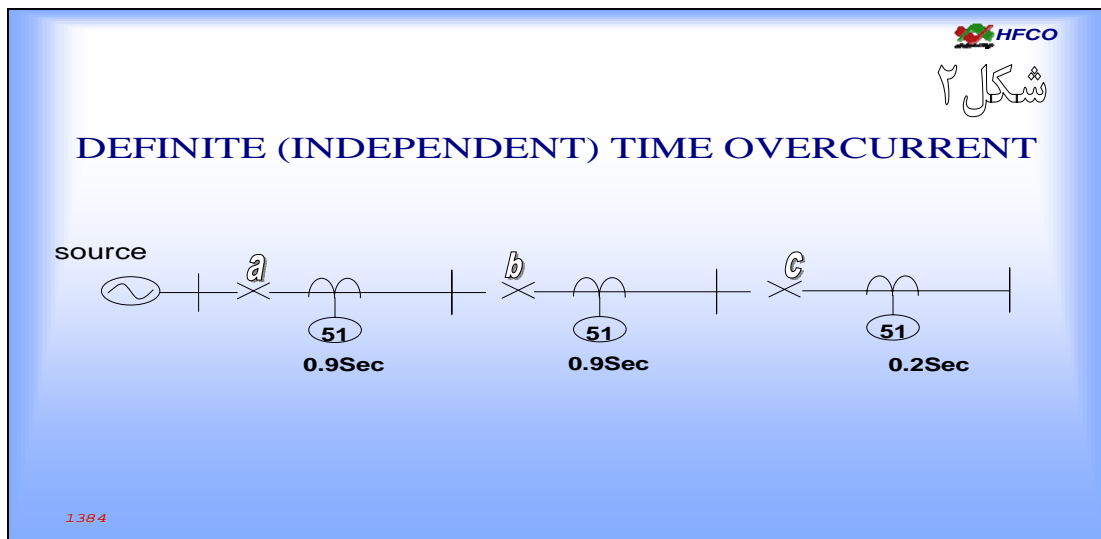 HFCO
شکل ۲
DEFINITE (INDEPENDENT) TIME OVERCURRENT
source
a b c
51 51 51
0.9Sec 0.9Sec 0.2Sec
1384